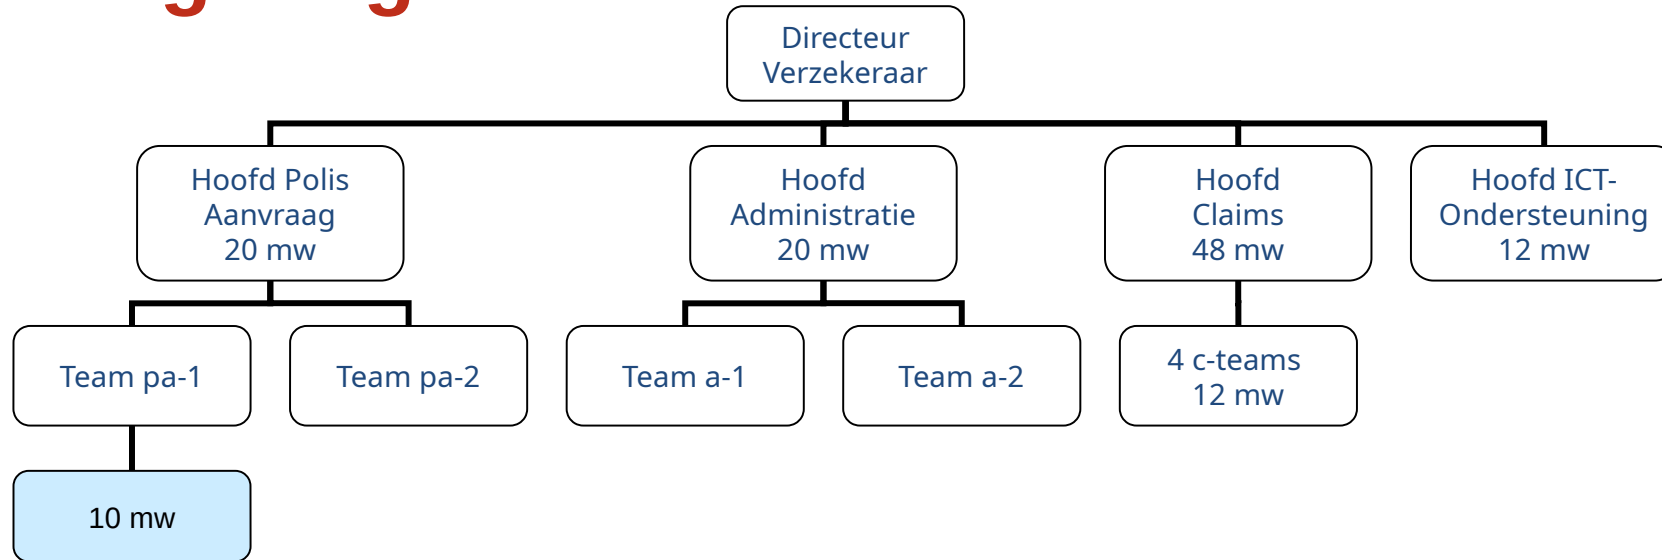 Directeur
Verzekeraar
Hoofd Polis
Aanvraag
20 mw
Hoofd
Administratie
20 mw
Hoofd
Claims
48 mw
Hoofd ICT-
Ondersteuning
12 mw
Team pa-1
Team pa-2
Team a-1
Team a-2
4 c-teams
12 mw
10 mw